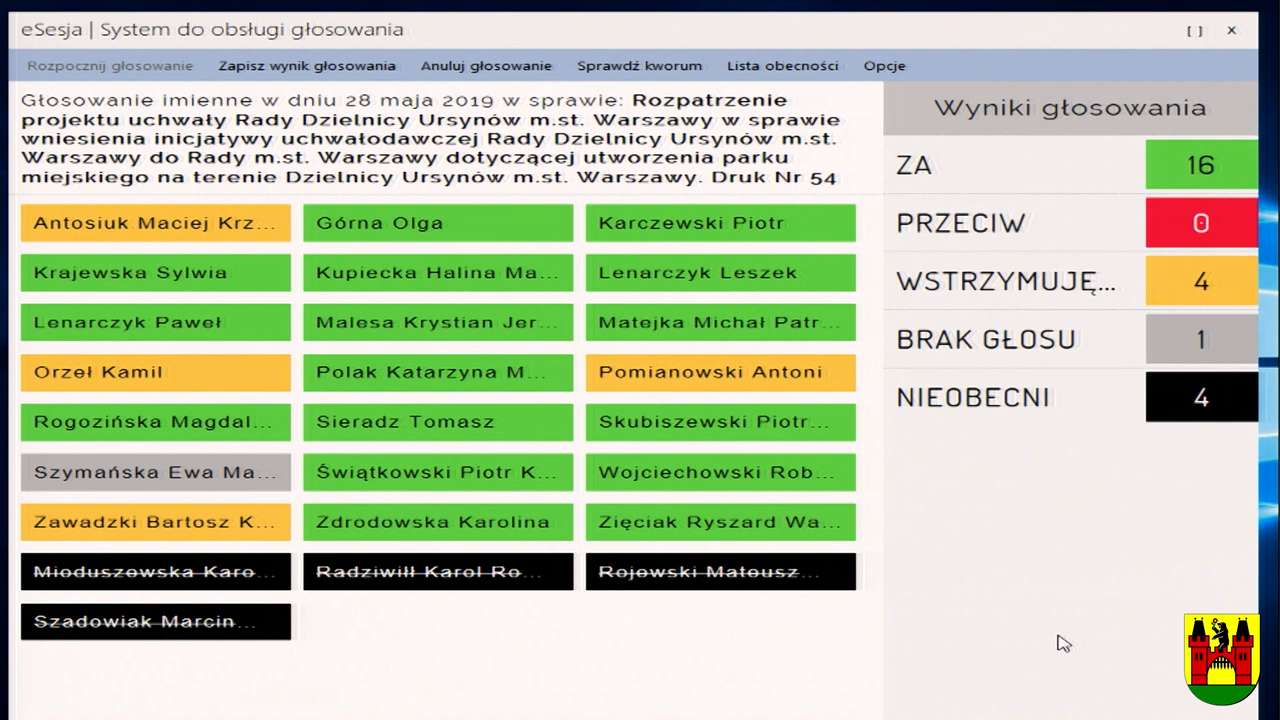 eSesja | System do obsługi głosowania
[ ] ×
Rozpocznij głosowanie Zapisz wynik głosowania Anuluj głosowanie Sprawdź kworum Lista obecności Opcje
Głosowanie imienne w dniu 28 maja 2019 w sprawie: Rozpatrzenie
projektu uchwały Rady Dzielnicy Ursynów m.st. Warszawy w sprawie
wniesienia inicjatywy uchwałodawczej Rady Dzielnicy Ursynów m.st.
Warszawy do Rady m.st. Warszawy dotyczącej utworzenia parku
miejskiego na terenie Dzielnicy Ursynów m.st. Warszawy. Druk Nr 54
Antosiuk Maciej Krz... Górna Olga Karczewski Piotr
Krajewska Sylwia Kupiecka Halina Ma... Lenarczyk Leszek
Lenarczyk Paweł Malesa Krystian Jer... Matejka Michał Patr...
Orzeł Kamil Polak Katarzyna M... Pomianowski Antoni
Rogozińska Magdal... Sieradz Tomasz Skubiszewski Piotr...
Szymańska Ewa Ma... Świątkowski Piotr K... Wojciechowski Rob...
Zawadzki Bartosz K... Zdrodowska Karolina Zięciak Ryszard Wa...
Mioduszewska Karo... Radziwiłł Karol Ro... Rojewski Mateusz...
Szadowiak Marcin...
Wyniki głosowania
ZA 16
PRZECIW 0
WSTRZYMUJĘ... 4
BRAK GŁOSU 1
NIEOBECNI 4